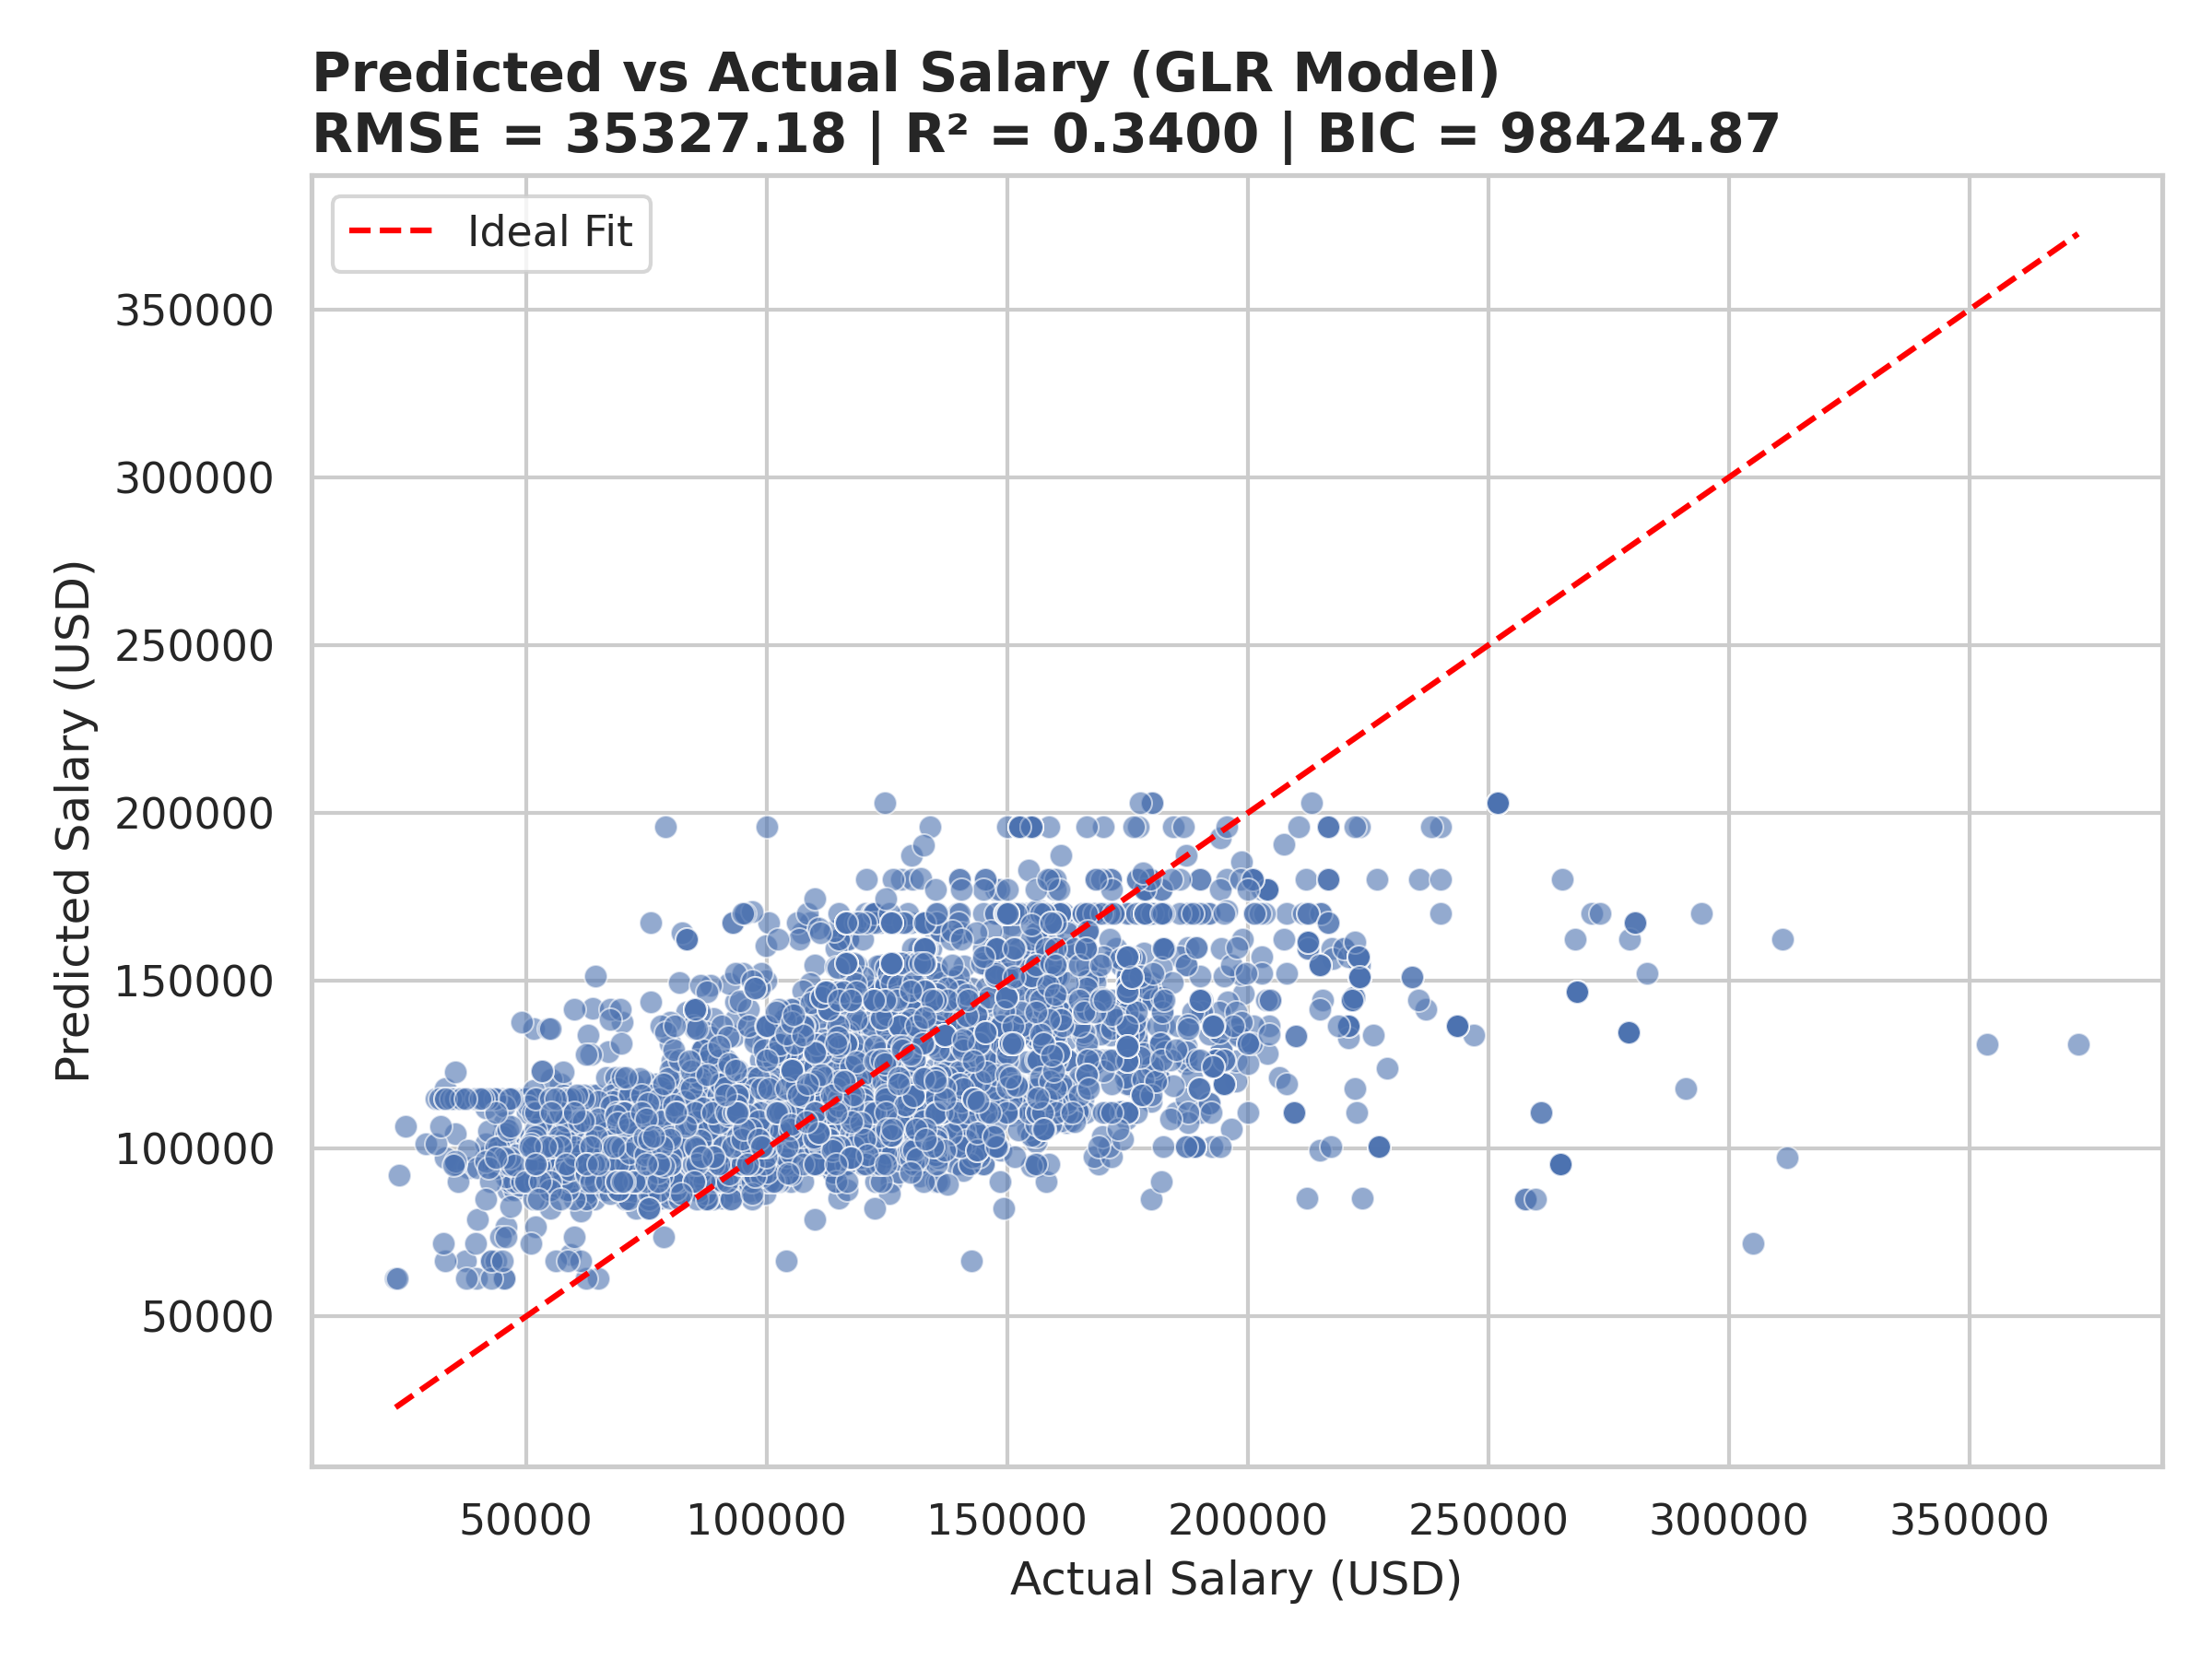 Predicted vs Actual Salary (GLR Model)
RMSE = 35327.18 | R² = 0.3400 | BIC = 98424.87
Ideal Fit
350000
300000
250000
200000
150000
100000
50000
Predicted Salary (USD)
50000 100000 150000 200000 250000 300000 350000
Actual Salary (USD)